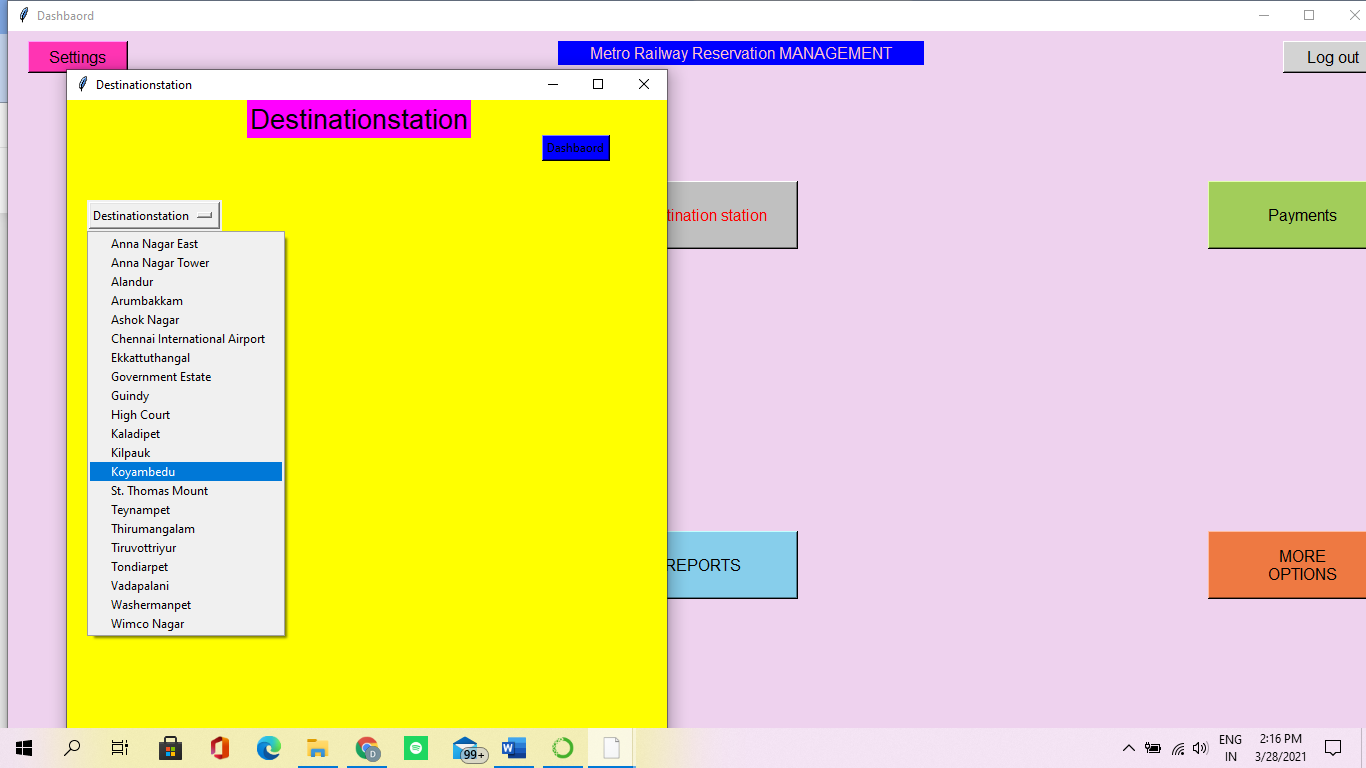 Dashbaord
Settings
Metro Railway Reservation MANAGEMENT
Log out
Destinationstation
Destinationstation
Dashbaord
tination station
Payments
Destinationstation
Anna Nagar East
Anna Nagar Tower
Alandur
Arumbakkam
Ashok Nagar
Chennai International Airport
Ekkattuthangal
Government Estate
Guindy
High Court
Kaladipet
Kilpauk
Koyambedu
St. Thomas Mount
Teynampet
Thirumangalam
Tiruvottriyur
Tondiarpet
Vadapalani
Washermanpet
Wimco Nagar
REPORTS
MORE
OPTIONS
D
99+
W
ENG
IN
2:16 PM
3/28/2021